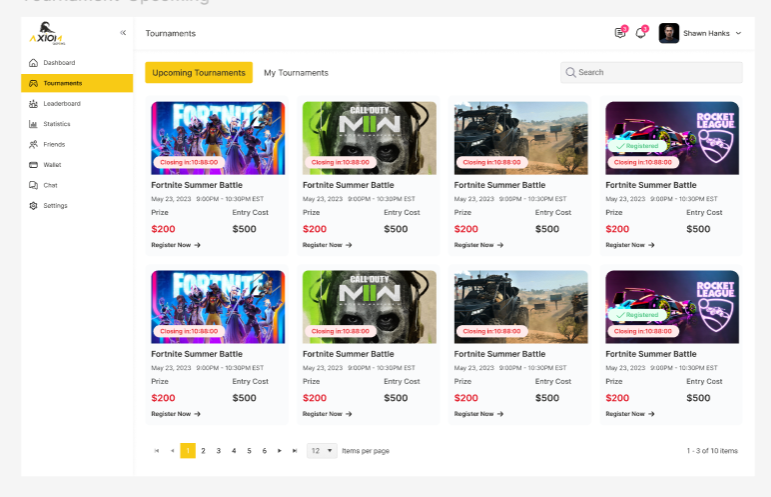 Tournament Upcoming
AXIOM
Tournaments
Shawn Hanks
Dashboard
Tournaments
Leaderboard
Statistics
Friends
Wallet
Chat
Settings
Upcoming Tournaments My Tournaments
Search
FORTNITE
Closing in:10:88:00
Fortnite Summer Battle
May 23, 2023 9:00PM - 10:30PM EST
Prize Entry Cost
$200 $500
Register Now →
CALL·DUTY
MWII
Closing in:10:88:00
Fortnite Summer Battle
May 23, 2023 9:00PM - 10:30PM EST
Prize Entry Cost
$200 $500
Register Now →
Closing in:10:88:00
Fortnite Summer Battle
May 23, 2023 9:00PM - 10:30PM EST
Prize Entry Cost
$200 $500
Register Now →
ROCKET
LEAGUE
Registered
Closing in:10:88:00
Fortnite Summer Battle
May 23, 2023 9:00PM - 10:30PM EST
Prize Entry Cost
$200 $500
Register Now →
FORTNITE
Closing in:10:88:00
Fortnite Summer Battle
May 23, 2023 9:00PM - 10:30PM EST
Prize Entry Cost
$200 $500
Register Now →
CALL·DUTY
MWII
Closing in:10:88:00
Fortnite Summer Battle
May 23, 2023 9:00PM - 10:30PM EST
Prize Entry Cost
$200 $500
Register Now →
Closing in:10:88:00
Fortnite Summer Battle
May 23, 2023 9:00PM - 10:30PM EST
Prize Entry Cost
$200 $500
Register Now →
ROCKET
LEAGUE
Registered
Closing in:10:88:00
Fortnite Summer Battle
May 23, 2023 9:00PM - 10:30PM EST
Prize Entry Cost
$200 $500
Register Now →
1 2 3 4 5 6 12 Items per page
1 - 3 of 10 items